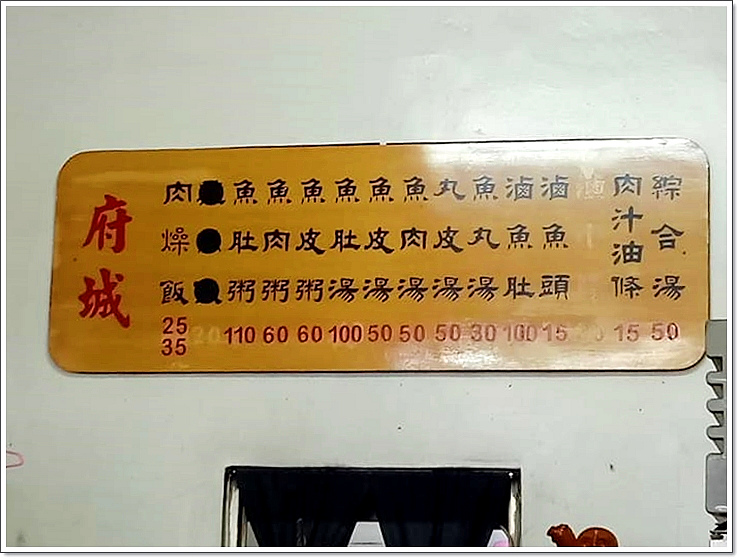 府城
肉燥飯 25 35
魚肚粥 110
魚肉粥 60
魚皮粥 60
魚肚湯 100
魚皮湯 50
魚肉湯 50
丸皮湯 50
魚丸湯 30
滷魚肚 100
滷魚頭 15
肉汁油條 15
綜合湯 50